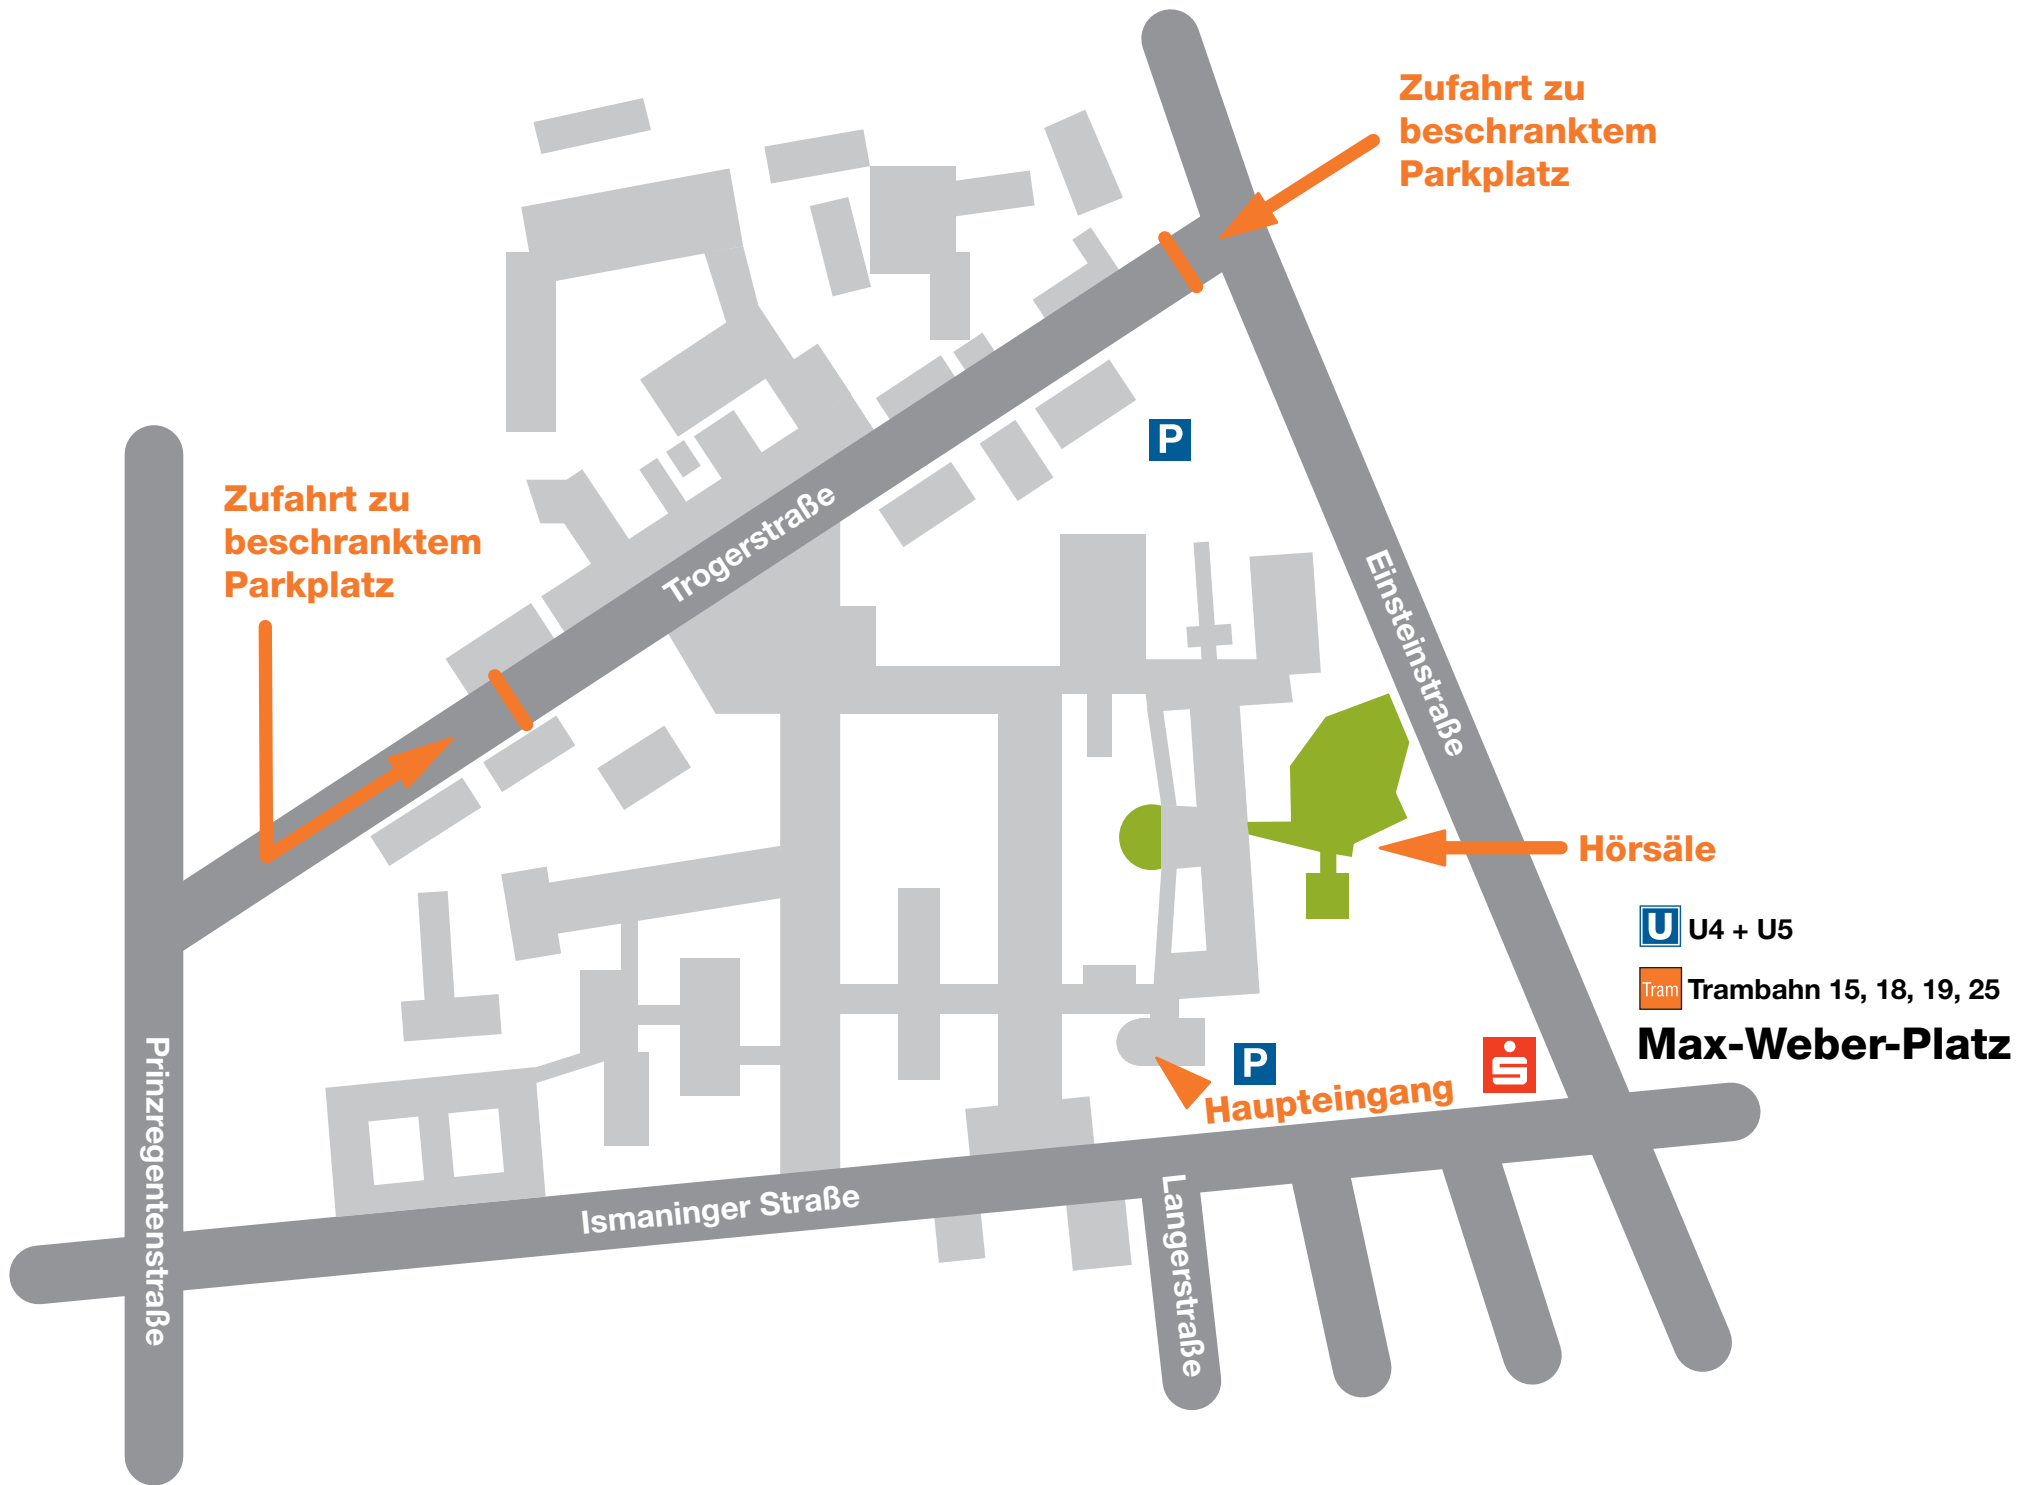 Zufahrt zu
beschranktem
Parkplatz
P
Zufahrt zu
beschranktem
Parkplatz
Trogerstraße
Einsteinstraße
Hörsäle
U U4 + U5
Tram Trambahn 15, 18, 19, 25
Max-Weber-Platz
P
Haupteingang
Prinzregentenstraße
Ismaninger Straße
Langerstraße